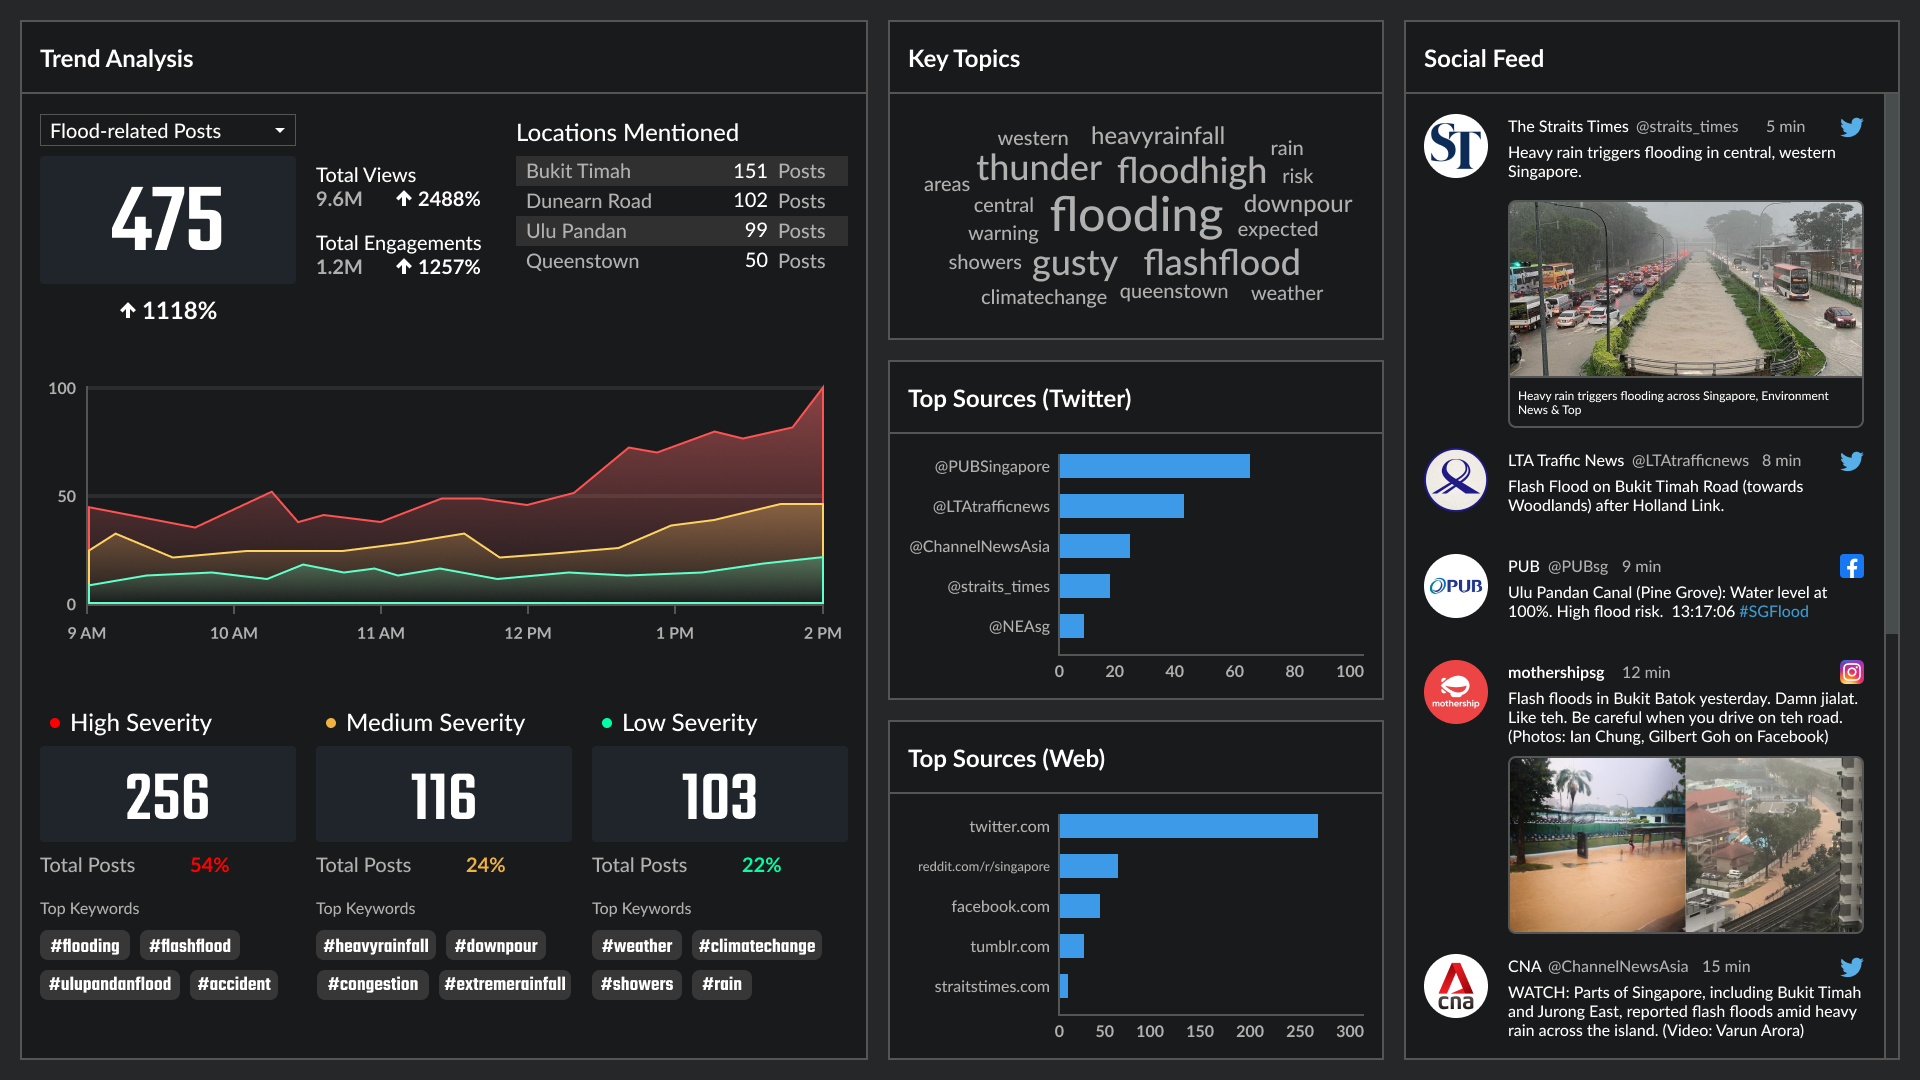 Trend Analysis
Flood-related Posts
475
1118%
Total Views
9.6M 2488%
Total Engagements
1.2M 1257%
Locations Mentioned
Bukit Timah 151 Posts
Dunearn Road 102 Posts
Ulu Pandan 99 Posts
Queenstown 50 Posts
100
50
0
9 AM 10 AM 11 AM 12 PM 1 PM 2 PM
High Severity
256
Total Posts 54%
Top Keywords
#flooding #flashflood
#ulupandanflood #accident
Medium Severity
116
Total Posts 24%
Top Keywords
#heavyrainfall #downpour
#congestion #extremerainfall
Low Severity
103
Total Posts 22%
Top Keywords
#weather #climatechange
#showers #rain
Key Topics
western heavyrainfall rain
thunder floodhigh risk
areas
central flooding downpour
warning expected
showers gusty flashflood
climatechange queenstown weather
Top Sources (Twitter)
@PUBSingapore
@LTAtrafficnews
@ChannelNewsAsia
@straits_times
@NEAsg
0 20 40 60 80 100
Top Sources (Web)
twitter.com
reddit.com/r/singapore
facebook.com
tumblr.com
straitstimes.com
0 50 100 150 200 250 300
Social Feed
ST
The Straits Times @straits_times 5 min
Heavy rain triggers flooding in central, western
Singapore.
Heavy rain triggers flooding across Singapore, Environment
News & Top
LTA Traffic News @LTAtrafficnews 8 min
Flash Flood on Bukit Timah Road (towards
Woodlands) after Holland Link.
PUB
PUB @PUBsg 9 min
Ulu Pandan Canal (Pine Grove): Water level at
100%. High flood risk. 13:17:06 #SGFlood
mothership
mothershipsg 12 min
Flash floods in Bukit Batok yesterday. Damn jialat.
Like teh. Be careful when you drive on teh road.
(Photos: Ian Chung, Gilbert Goh on Facebook)
cna
CNA @ChannelNewsAsia 15 min
WATCH: Parts of Singapore, including Bukit Timah
and Jurong East, reported flash floods amid heavy
rain across the island. (Video: Varun Arora)